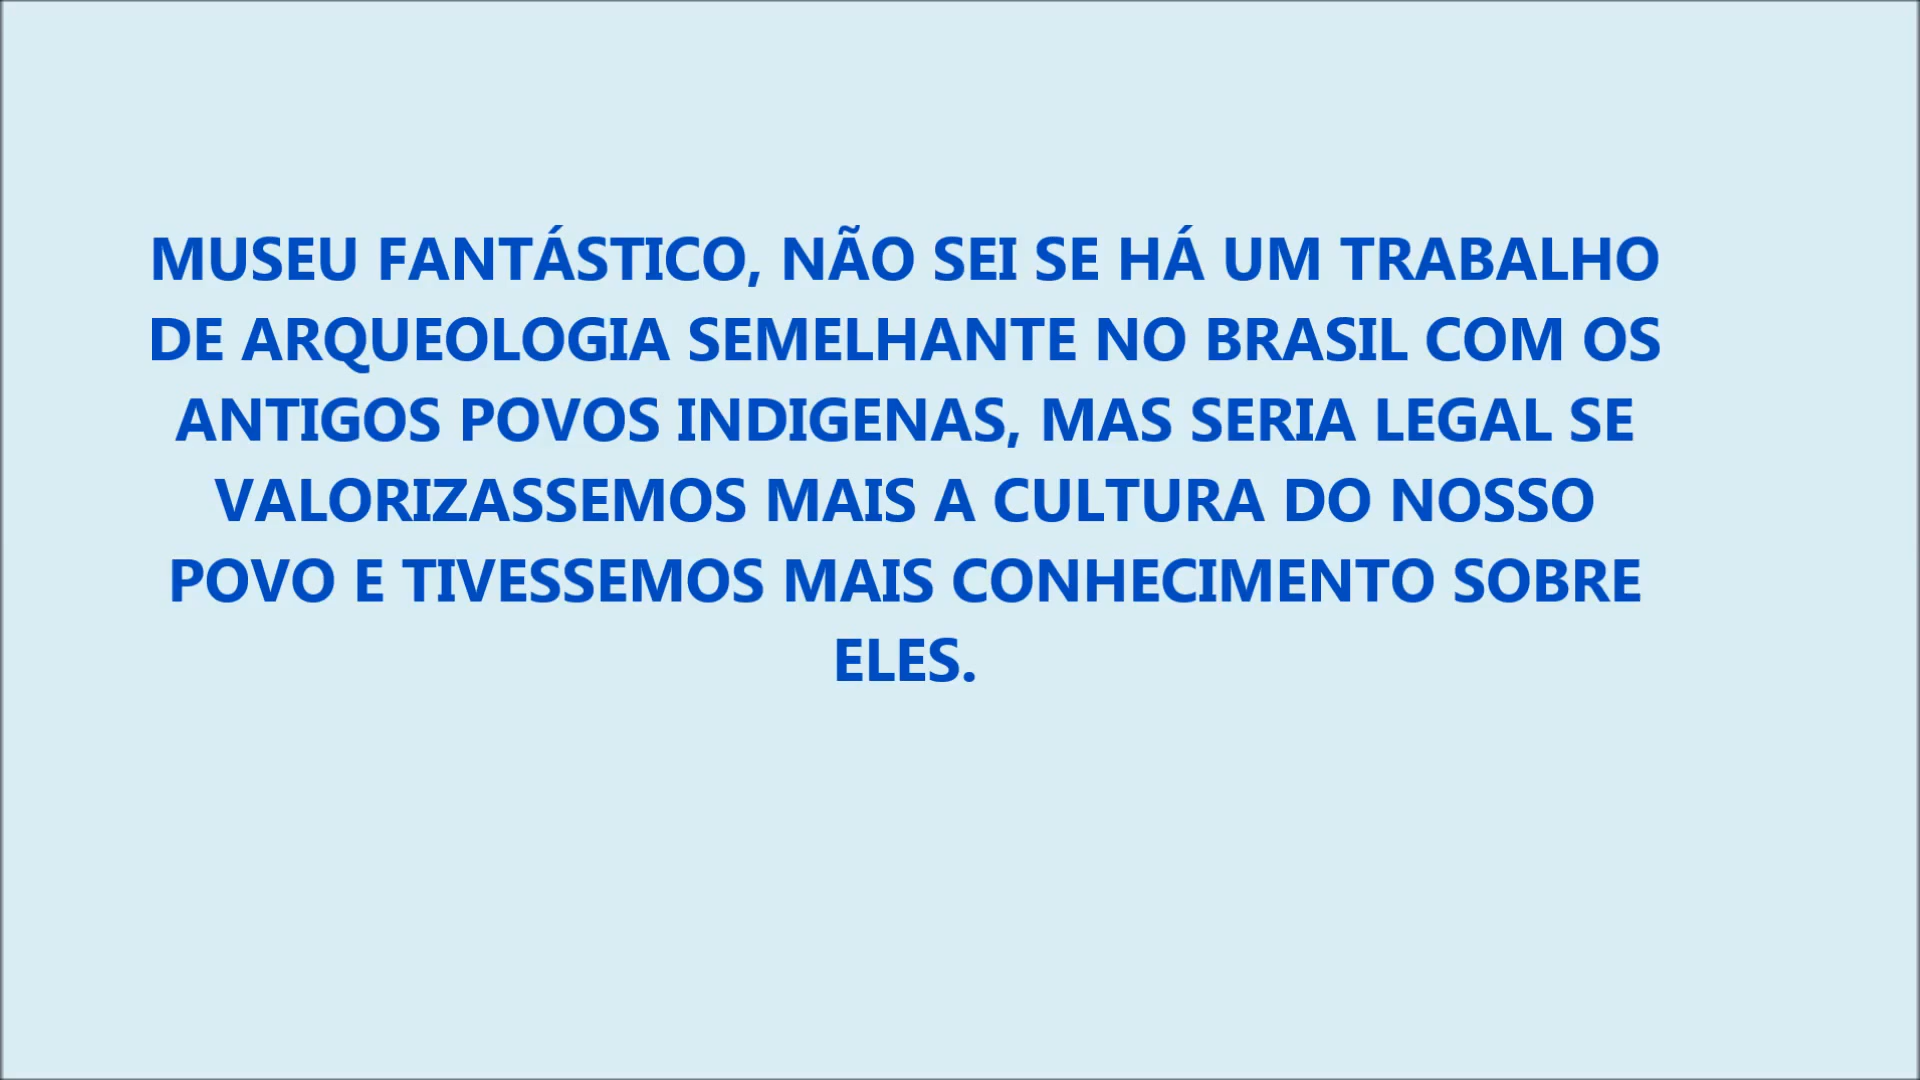 MUSEU FANTÁSTICO, NÃO SEI SE HÁ UM TRABALHO
DE ARQUEOLOGIA SEMELHANTE NO BRASIL COM OS
ANTIGOS POVOS INDIGENAS, MAS SERIA LEGAL SE
VALORIZASSEMOS MAIS A CULTURA DO NOSSO
POVO E TIVESSEMOS MAIS CONHECIMENTO SOBRE
ELES.